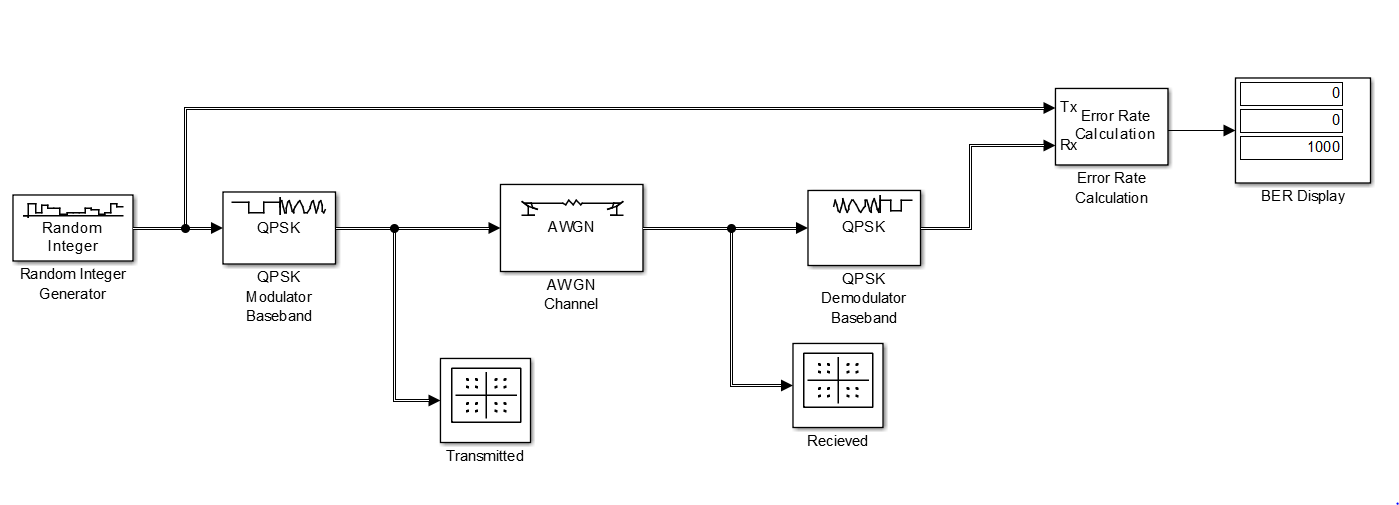 Tx
Error Rate
Calculation
Rx
Error Rate
Calculation
0
0
1000
BER Display
Random
Integer
Random Integer
Generator
QPSK
QPSK
Modulator
Baseband
AWGN
AWGN
Channel
QPSK
QPSK
Demodulator
Baseband
Transmitted
Recieved